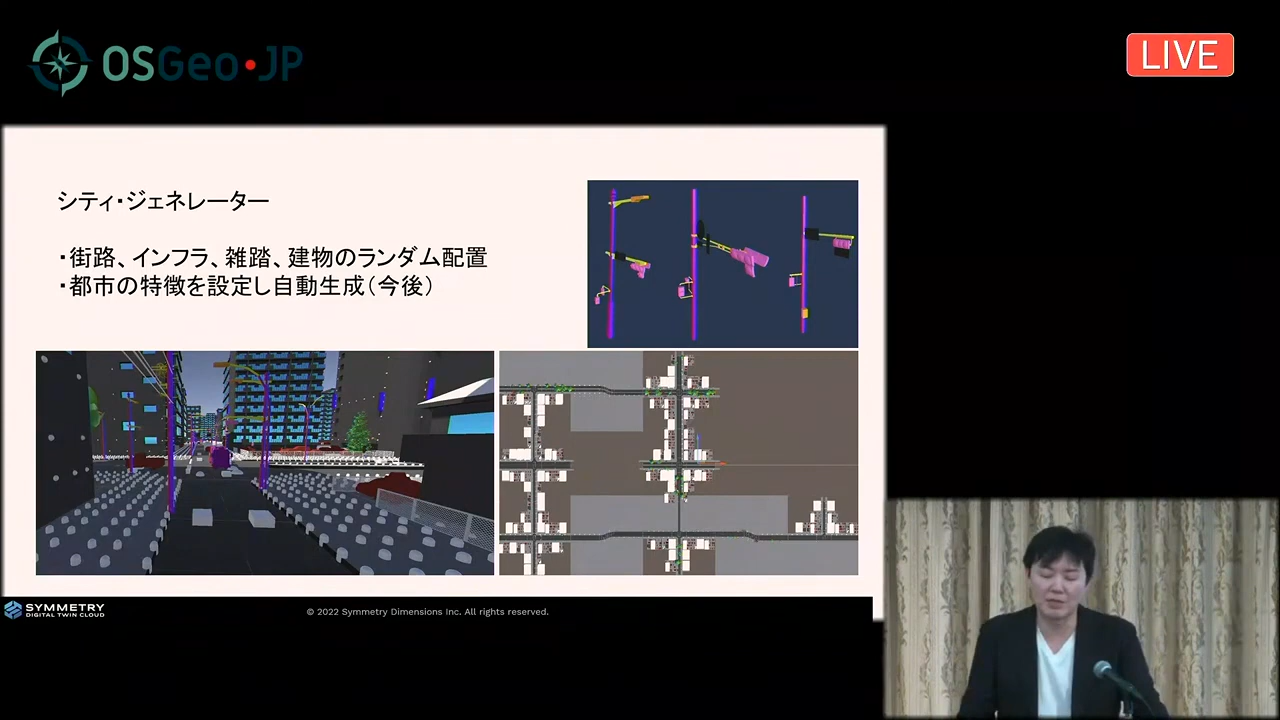 OSGeo•JP
LIVE
シティ・ジェネレーター
・街路、インフラ、雑踏、建物のランダム配置
・都市の特徴を設定し自動生成（今後）
SYMMETRY
DIGITAL TWIN CLOUD
© 2022 Symmetry Dimensions Inc. All rights reserved.